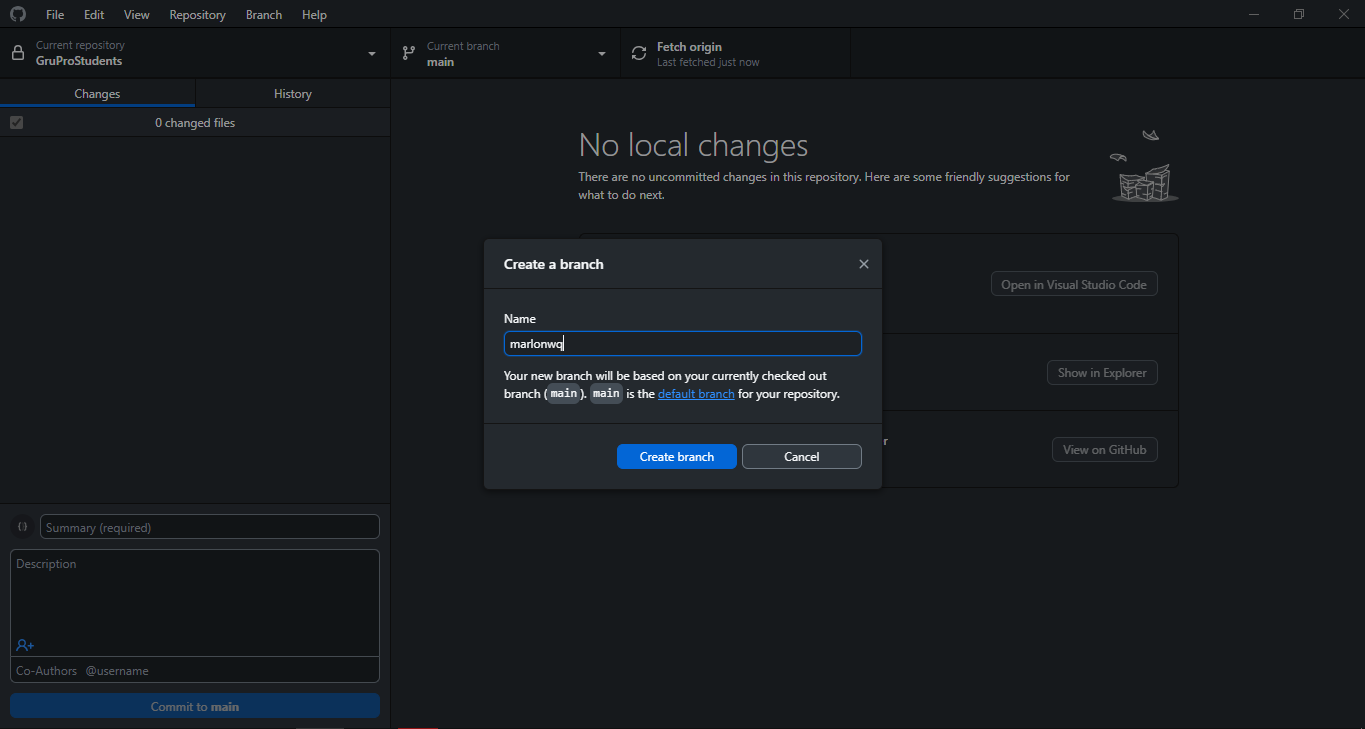 File Edit View Repository Branch Help
Current repository
GruProStudents
Current branch
main
Fetch origin
Last fetched just now
Changes
History
0 changed files
No local changes
There are no uncommitted changes in this repository. Here are some friendly suggestions for
what to do next.
Open in Visual Studio Code
Show in Explorer
r
View on GitHub
Create a branch
Name
marlonwq
Your new branch will be based on your currently checked out
branch (main). main is the default branch for your repository.
Create branch
Cancel
Summary (required)
Description
Co-Authors @username
Commit to main